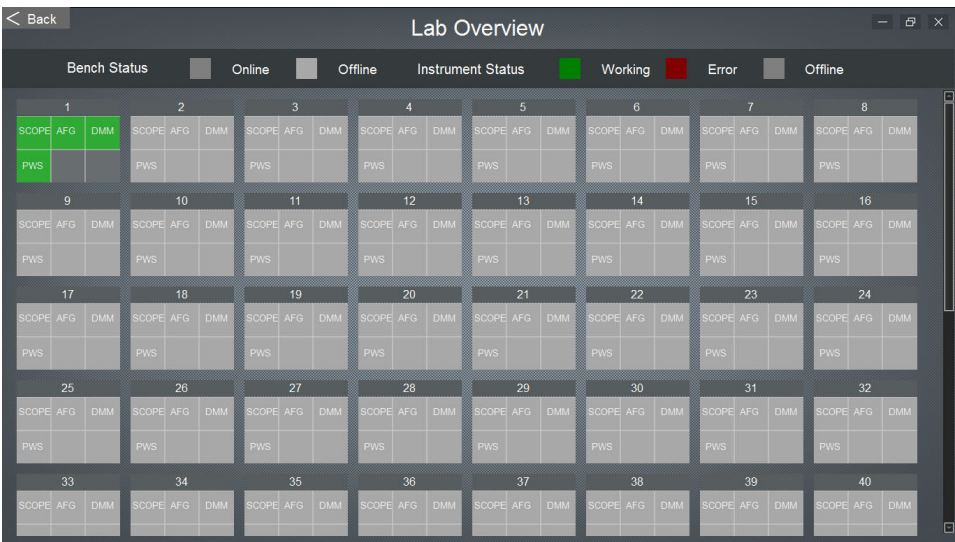 < Back
Lab Overview
Bench Status Online Offline Instrument Status Working Error Offline
1 2 3 4 5 6 7 8
SCOPE AFG DMM SCOPE AFG DMM SCOPE AFG DMM SCOPE AFG DMM SCOPE AFG DMM SCOPE AFG DMM SCOPE AFG DMM SCOPE AFG DMM
PWS PWS PWS PWS PWS PWS PWS PWS
9 10 11 12 13 14 15 16
SCOPE AFG DMM SCOPE AFG DMM SCOPE AFG DMM SCOPE AFG DMM SCOPE AFG DMM SCOPE AFG DMM SCOPE AFG DMM SCOPE AFG DMM
PWS PWS PWS PWS PWS PWS PWS PWS
17 18 19 20 21 22 23 24
SCOPE AFG DMM SCOPE AFG DMM SCOPE AFG DMM SCOPE AFG DMM SCOPE AFG DMM SCOPE AFG DMM SCOPE AFG DMM SCOPE AFG DMM
PWS PWS PWS PWS PWS PWS PWS PWS
25 26 27 28 29 30 31 32
SCOPE AFG DMM SCOPE AFG DMM SCOPE AFG DMM SCOPE AFG DMM SCOPE AFG DMM SCOPE AFG DMM SCOPE AFG DMM SCOPE AFG DMM
PWS PWS PWS PWS PWS PWS PWS PWS
33 34 35 36 37 38 39 40
SCOPE AFG DMM SCOPE AFG DMM SCOPE AFG DMM SCOPE AFG DMM SCOPE AFG DMM SCOPE AFG DMM SCOPE AFG DMM SCOPE AFG DMM